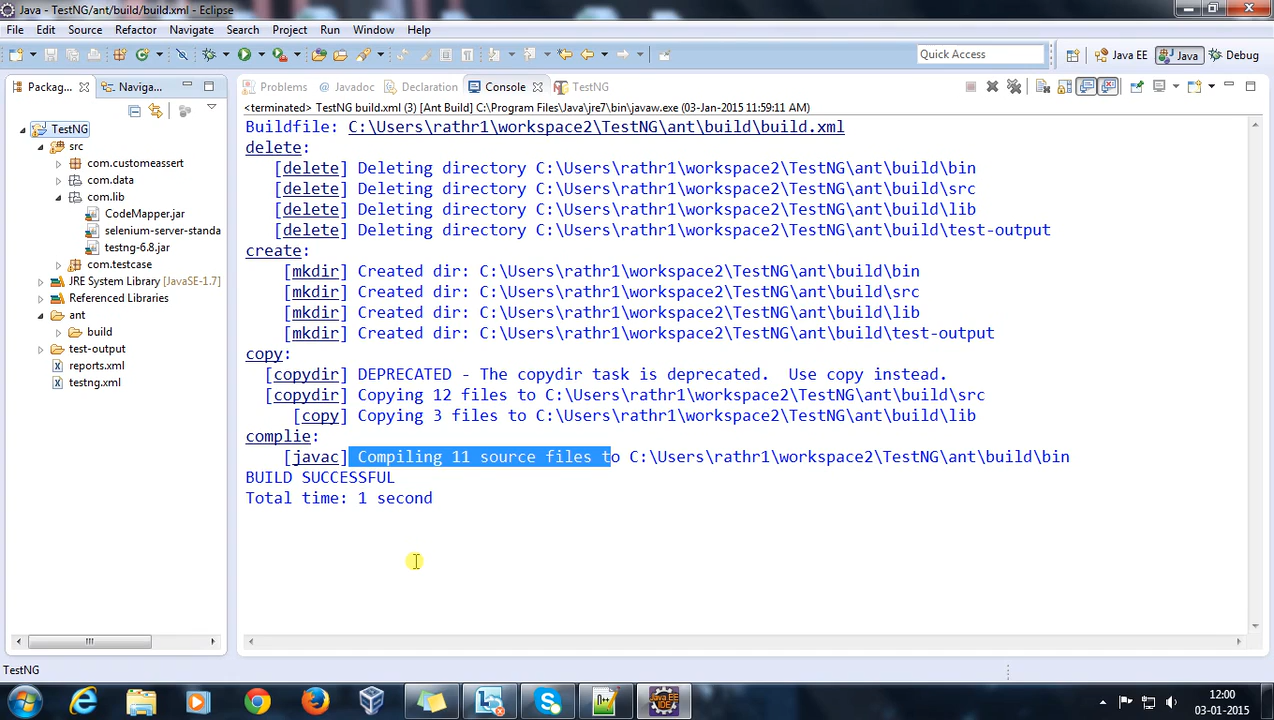 Java - TestNG/ant/build/build.xml - Eclipse
File Edit Source Refactor Navigate Search Project Run Window Help
Quick Access
Java EE
Java
Debug
Packag...
Naviga...
Problems
Javadoc
Declaration
Console
TestNG
<terminated> TestNG build.xml (3) [Ant Build] C:\Program Files\Java\jre7\bin\javaw.exe (03-Jan-2015 11:59:11 AM)
TestNG
src
com.customeassert
com.data
com.lib
CodeMapper.jar
selenium-server-standa
testng-6.8.jar
com.testcase
JRE System Library [JavaSE-1.7]
Referenced Libraries
ant
build
test-output
reports.xml
testng.xml
Buildfile: C:\Users\rathr1\workspace2\TestNG\ant\build\build.xml
delete:
[delete] Deleting directory C:\Users\rathr1\workspace2\TestNG\ant\build\bin
[delete] Deleting directory C:\Users\rathr1\workspace2\TestNG\ant\build\src
[delete] Deleting directory C:\Users\rathr1\workspace2\TestNG\ant\build\lib
[delete] Deleting directory C:\Users\rathr1\workspace2\TestNG\ant\build\test-output
create:
[mkdir] Created dir: C:\Users\rathr1\workspace2\TestNG\ant\build\bin
[mkdir] Created dir: C:\Users\rathr1\workspace2\TestNG\ant\build\src
[mkdir] Created dir: C:\Users\rathr1\workspace2\TestNG\ant\build\lib
[mkdir] Created dir: C:\Users\rathr1\workspace2\TestNG\ant\build\test-output
copy:
[copydir] DEPRECATED - The copydir task is deprecated.  Use copy instead.
[copydir] Copying 12 files to C:\Users\rathr1\workspace2\TestNG\ant\build\src
[copy] Copying 3 files to C:\Users\rathr1\workspace2\TestNG\ant\build\lib
complie:
[javac] Compiling 11 source files to C:\Users\rathr1\workspace2\TestNG\ant\build\bin
BUILD SUCCESSFUL
Total time: 1 second
TestNG
12:00
03-01-2015